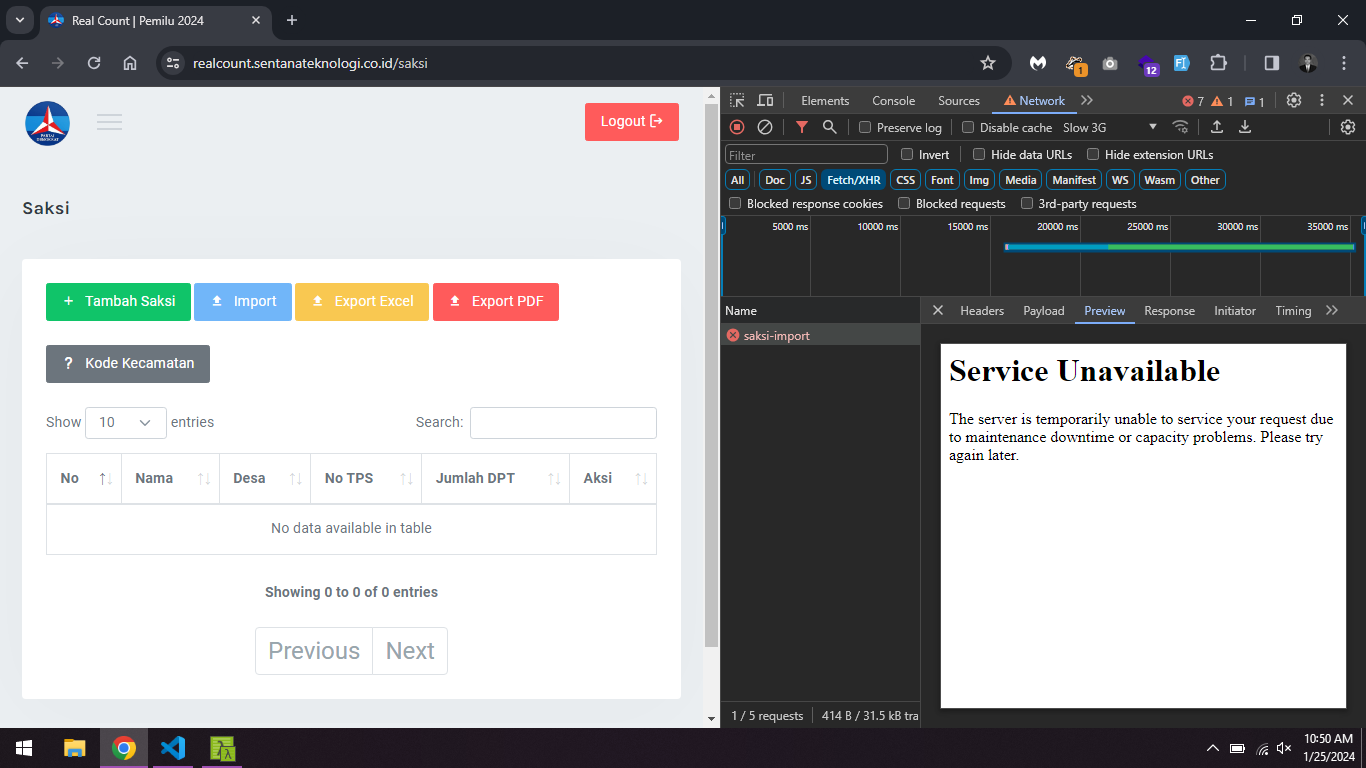 Real Count | Pemilu 2024
realcount.sentanateknologi.co.id/saksi
1
12
PARTAI
DEMOKRAT
Logout
Saksi
Tambah Saksi
Import
Export Excel
Export PDF
? Kode Kecamatan
Show 10 entries
Search:
No Nama Desa No TPS Jumlah DPT Aksi
No data available in table
Showing 0 to 0 of 0 entries
Previous Next
Elements Console Sources Network 7 1 1
Preserve log Disable cache Slow 3G
Filter Invert Hide data URLs Hide extension URLs
All Doc JS Fetch/XHR CSS Font Img Media Manifest WS Wasm Other
Blocked response cookies Blocked requests 3rd-party requests
5000 ms 10000 ms 15000 ms 20000 ms 25000 ms 30000 ms 35000 ms
Name
saksi-import
Headers Payload Preview Response Initiator Timing
Service Unavailable
The server is temporarily unable to service your request due
to maintenance downtime or capacity problems. Please try
again later.
1 / 5 requests 414 B / 31.5 kB tra
10:50 AM
1/25/2024